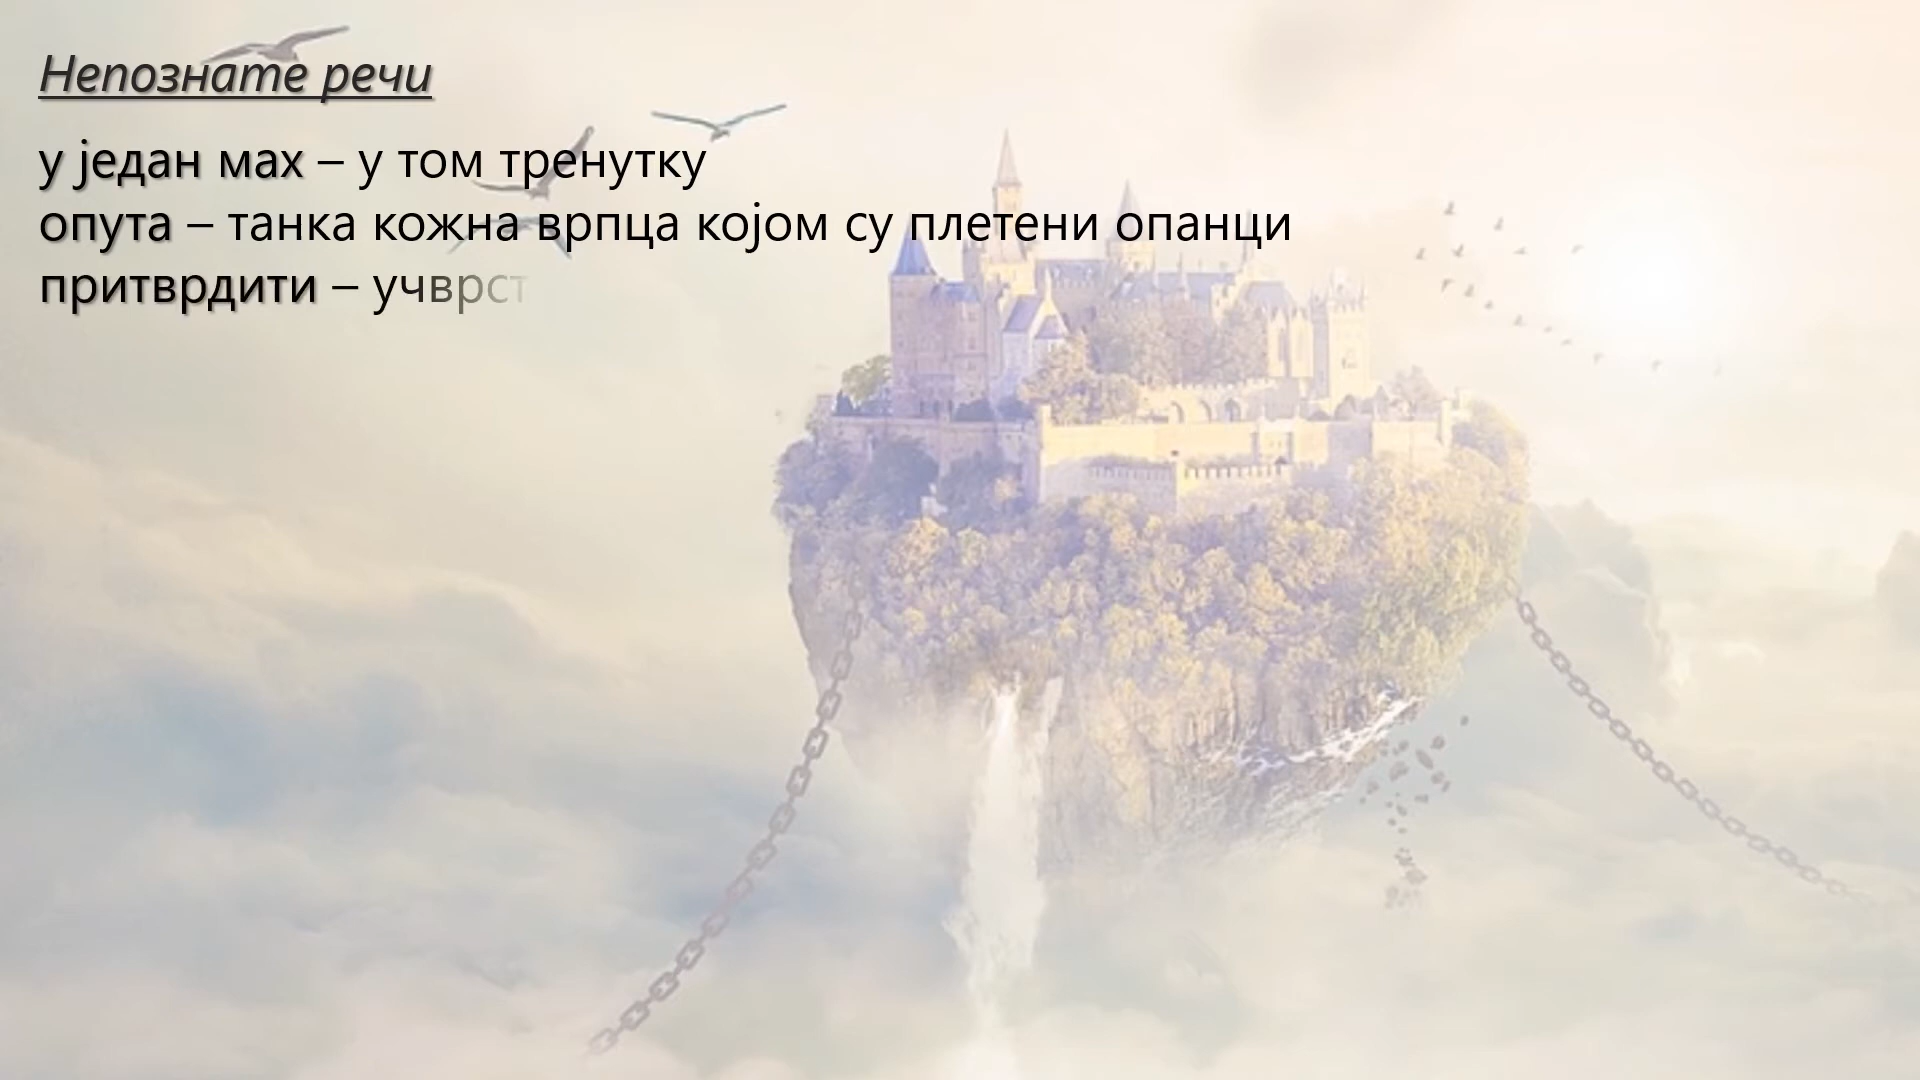 Непознате речи
у један мах – у том тренутку
опута – танка кожна врпца којом су плетени опанци
притврдити – учврст